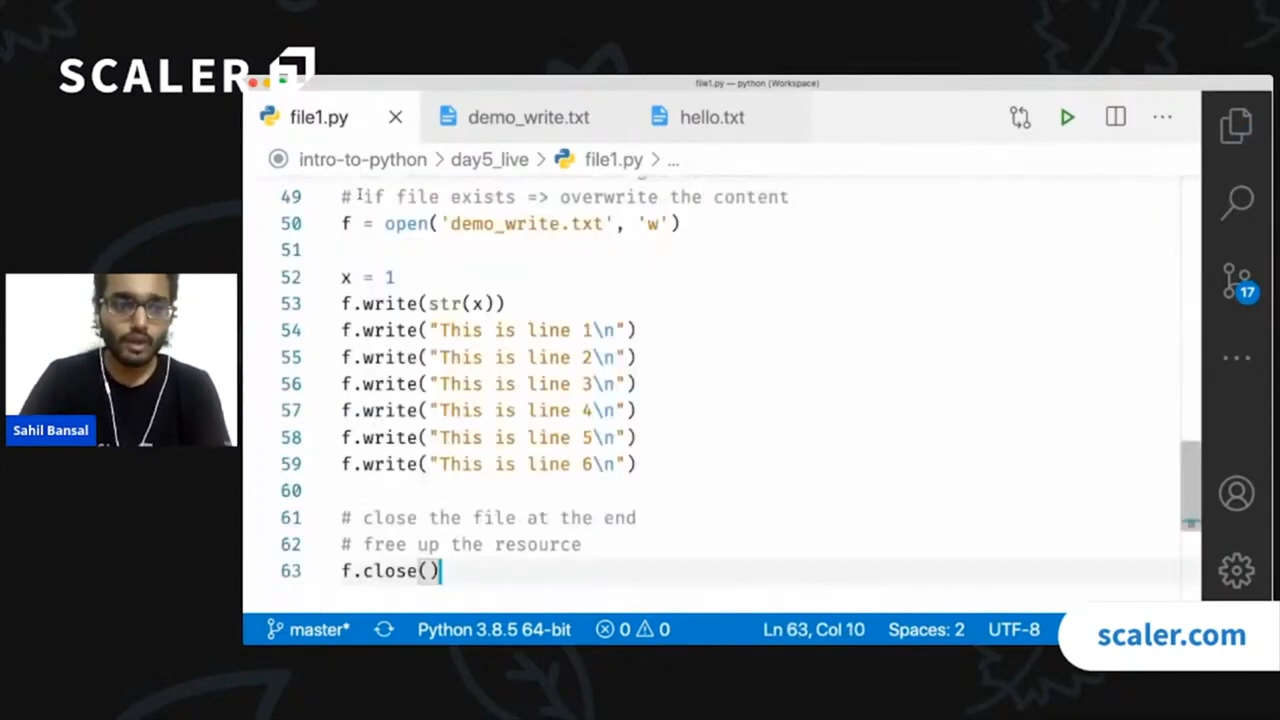 SCALER
file1.py — python (Workspace)
file1.py demo_write.txt hello.txt
intro-to-python > day5_live > file1.py > ...
49 # if file exists => overwrite the content
50 f = open('demo_write.txt', 'w')
51
52 x = 1
53 f.write(str(x))
54 f.write("This is line 1\n")
55 f.write("This is line 2\n")
56 f.write("This is line 3\n")
57 f.write("This is line 4\n")
58 f.write("This is line 5\n")
59 f.write("This is line 6\n")
60
61 # close the file at the end
62 # free up the resource
63 f.close()
17
Sahil Bansal
master* Python 3.8.5 64-bit 0 0 Ln 63, Col 10 Spaces: 2 UTF-8
scaler.com